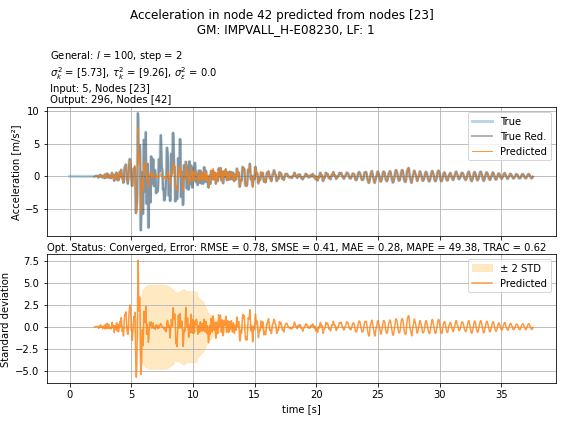 Acceleration in node 42 predicted from nodes [23]
GM: IMPVALL_H-E08230, LF: 1
General: l = 100, step = 2
σ²ₖ = [5.73], τ²ₖ = [9.26], σ²ε = 0.0
Input: 5, Nodes [23]
Output: 296, Nodes [42]
Acceleration [m/s²]
10
5
0
−5
True
True Red.
Predicted
Opt. Status: Converged, Error: RMSE = 0.78, SMSE = 0.41, MAE = 0.28, MAPE = 49.38, TRAC = 0.62
Standard deviation
7.5
5.0
2.5
0.0
−2.5
−5.0
± 2 STD
Predicted
0 5 10 15 20 25 30 35
time [s]